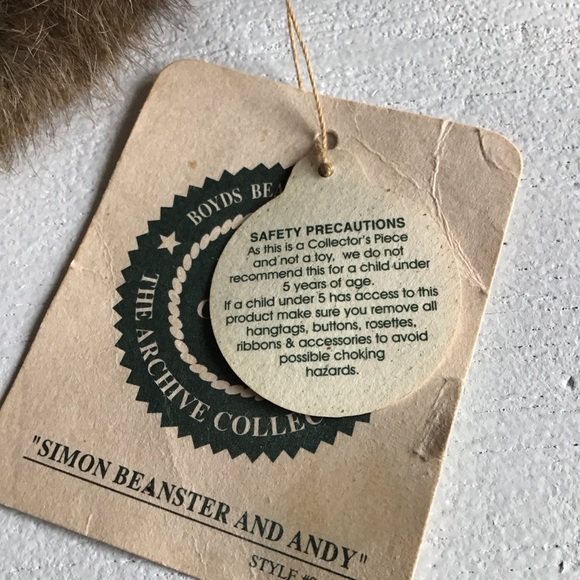 BOYDS
THE ARCHIVE
SAFETY PRECAUTIONS
As this is a Collector's Piece
and not a toy, we do not
recommend this for a child under
5 years of age.
If a child under 5 has access to this
product make sure you remove all
hangtags, buttons, rosettes,
ribbons & accessories to avoid
possible choking
hazards.
"SIMON BEANSTER AND ANDY"
STYLE